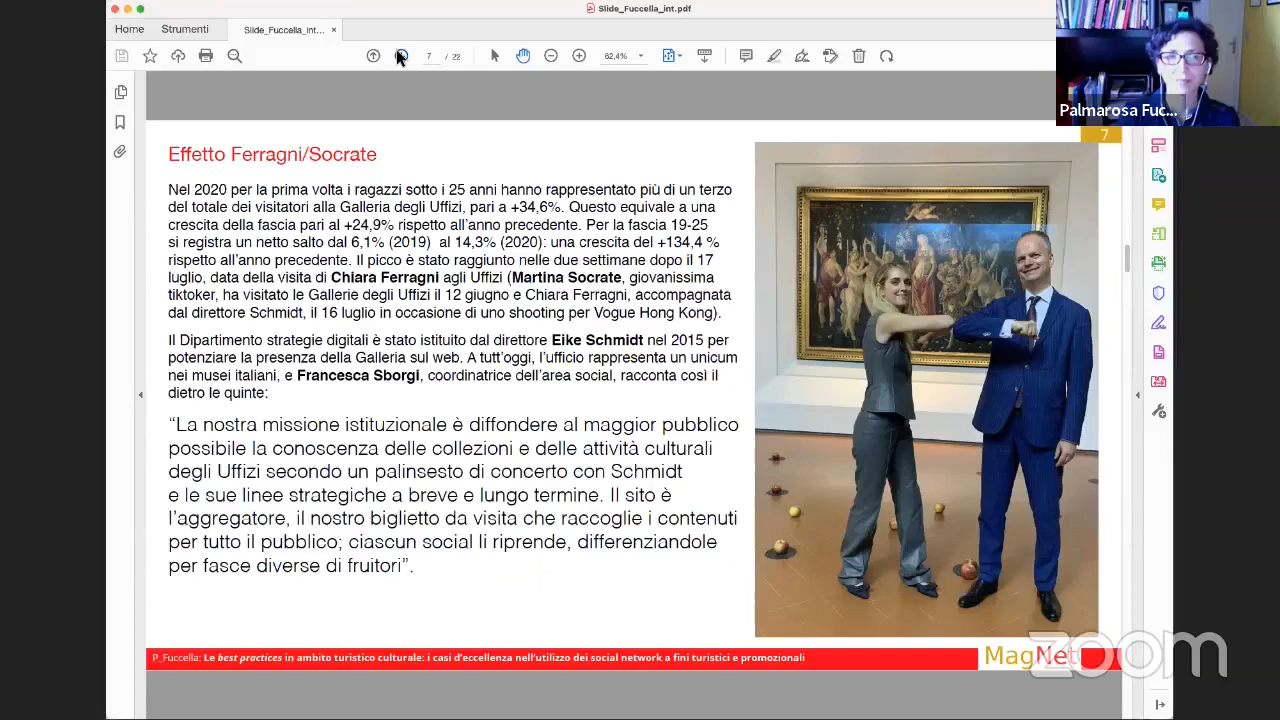 Slide_Fuccella_int.pdf
Home
Strumenti
Slide_Fuccella_int...
×
7 / 22
62,4%
Palmarosa Fuc...
7
Effetto Ferragni/Socrate
Nel 2020 per la prima volta i ragazzi sotto i 25 anni hanno rappresentato più di un terzo
del totale dei visitatori alla Galleria degli Uffizi, pari a +34,6%. Questo equivale a una
crescita della fascia pari al +24,9% rispetto all’anno precedente. Per la fascia 19-25
si registra un netto salto dal 6,1% (2019) al 14,3% (2020): una crescita del +134,4 %
rispetto all’anno precedente. Il picco è stato raggiunto nelle due settimane dopo il 17
luglio, data della visita di Chiara Ferragni agli Uffizi (Martina Socrate, giovanissima
tiktoker, ha visitato le Gallerie degli Uffizi il 12 giugno e Chiara Ferragni, accompagnata
dal direttore Schmidt, il 16 luglio in occasione di uno shooting per Vogue Hong Kong).
Il Dipartimento strategie digitali è stato istituito dal direttore Eike Schmidt nel 2015 per
potenziare la presenza della Galleria sul web. A tutt’oggi, l’ufficio rappresenta un unicum
nei musei italiani, e Francesca Sborgi, coordinatrice dell’area social, racconta così il
dietro le quinte:
“La nostra missione istituzionale è diffondere al maggior pubblico
possibile la conoscenza delle collezioni e delle attività culturali
degli Uffizi secondo un palinsesto di concerto con Schmidt
e le sue linee strategiche a breve e lungo termine. Il sito è
l’aggregatore, il nostro biglietto da visita che raccoglie i contenuti
per tutto il pubblico; ciascun social li riprende, differenziandole
per fasce diverse di fruitori”.
P_Fuccella: Le best practices in ambito turistico culturale: i casi d’eccellenza nell’utilizzo dei social network a fini turistici e promozionali
MagNet
zoom